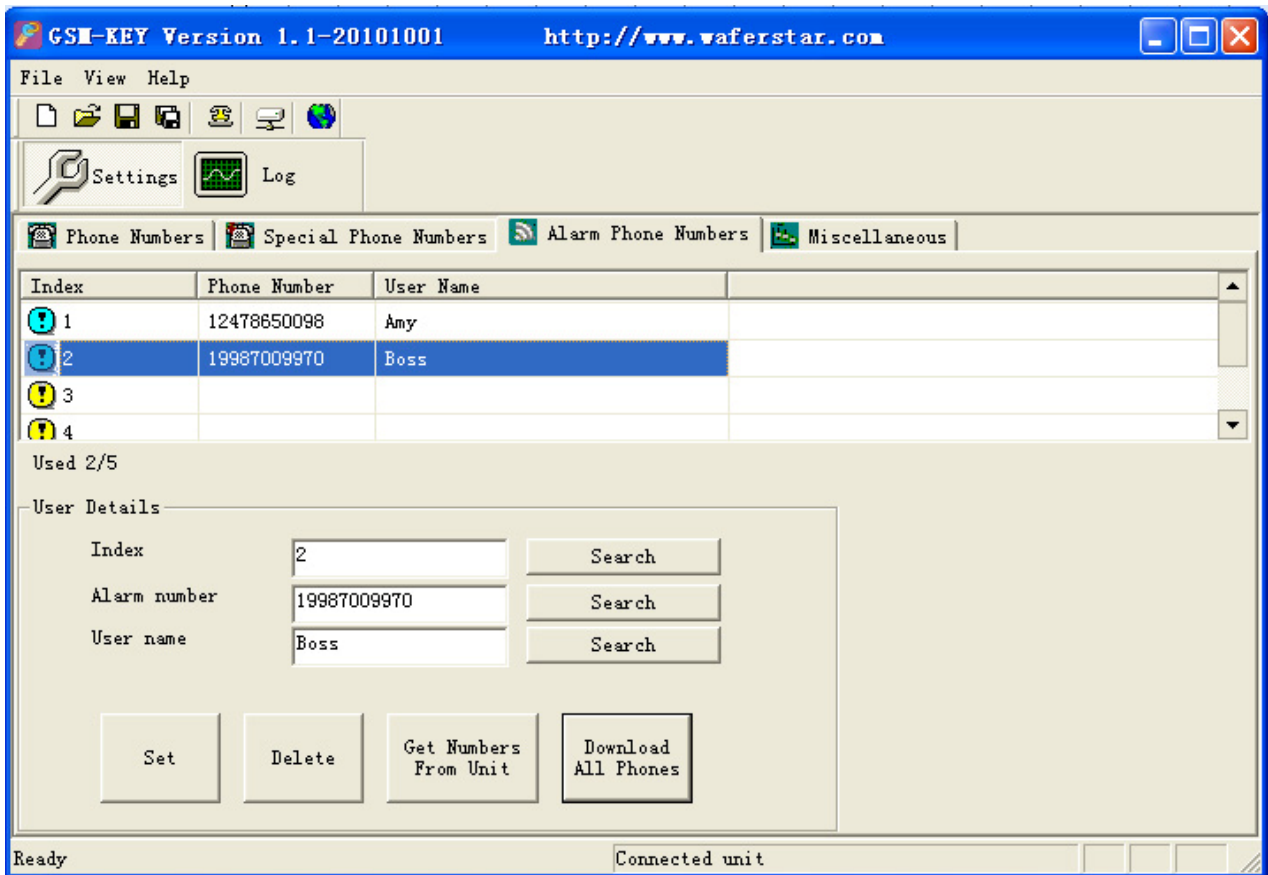 GSM-KEY Version 1.1-20101001 http://www.waferstar.com
File View Help
Settings Log
Phone Numbers Special Phone Numbers Alarm Phone Numbers Miscellaneous
Index Phone Number User Name
1 12478650098 Amy
2 19987009970 Boss
3
4
Used 2/5
User Details
Index 2 Search
Alarm number 19987009970 Search
User name Boss Search
Set Delete Get Numbers From Unit Download All Phones
Ready Connected unit